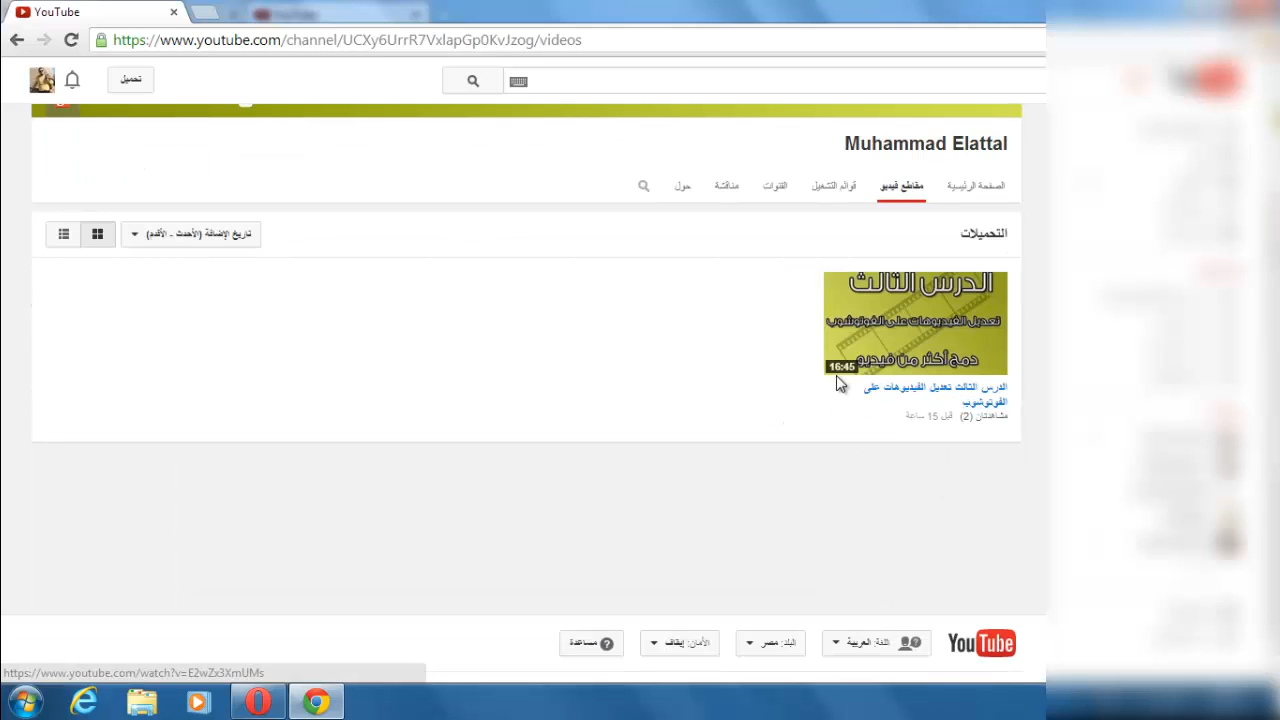 YouTube
https://www.youtube.com/channel/UCXy6UrrR7VxlapGp0KvJzog/videos
تحميل
Muhammad Elattal
الصفحة الرئيسية
مقاطع فيديو
قوائم التشغيل
القنوات
مناقشة
حول
التحميلات
تاريخ الإضافة (الأحدث - الأقدم)
الدرس الثالث
تعديل الفيديوهات على الفوتوشوب
دمج أكثر من فيديو
16:45
الدرس الثالث تعديل الفيديوهات على
الفوتوشوب
مشاهدتان (2) قبل 15 ساعة
YouTube
اللغة: العربية
البلد: مصر
الأمان: إيقاف
مساعدة
https://www.youtube.com/watch?v=E2wZx3XmUMs